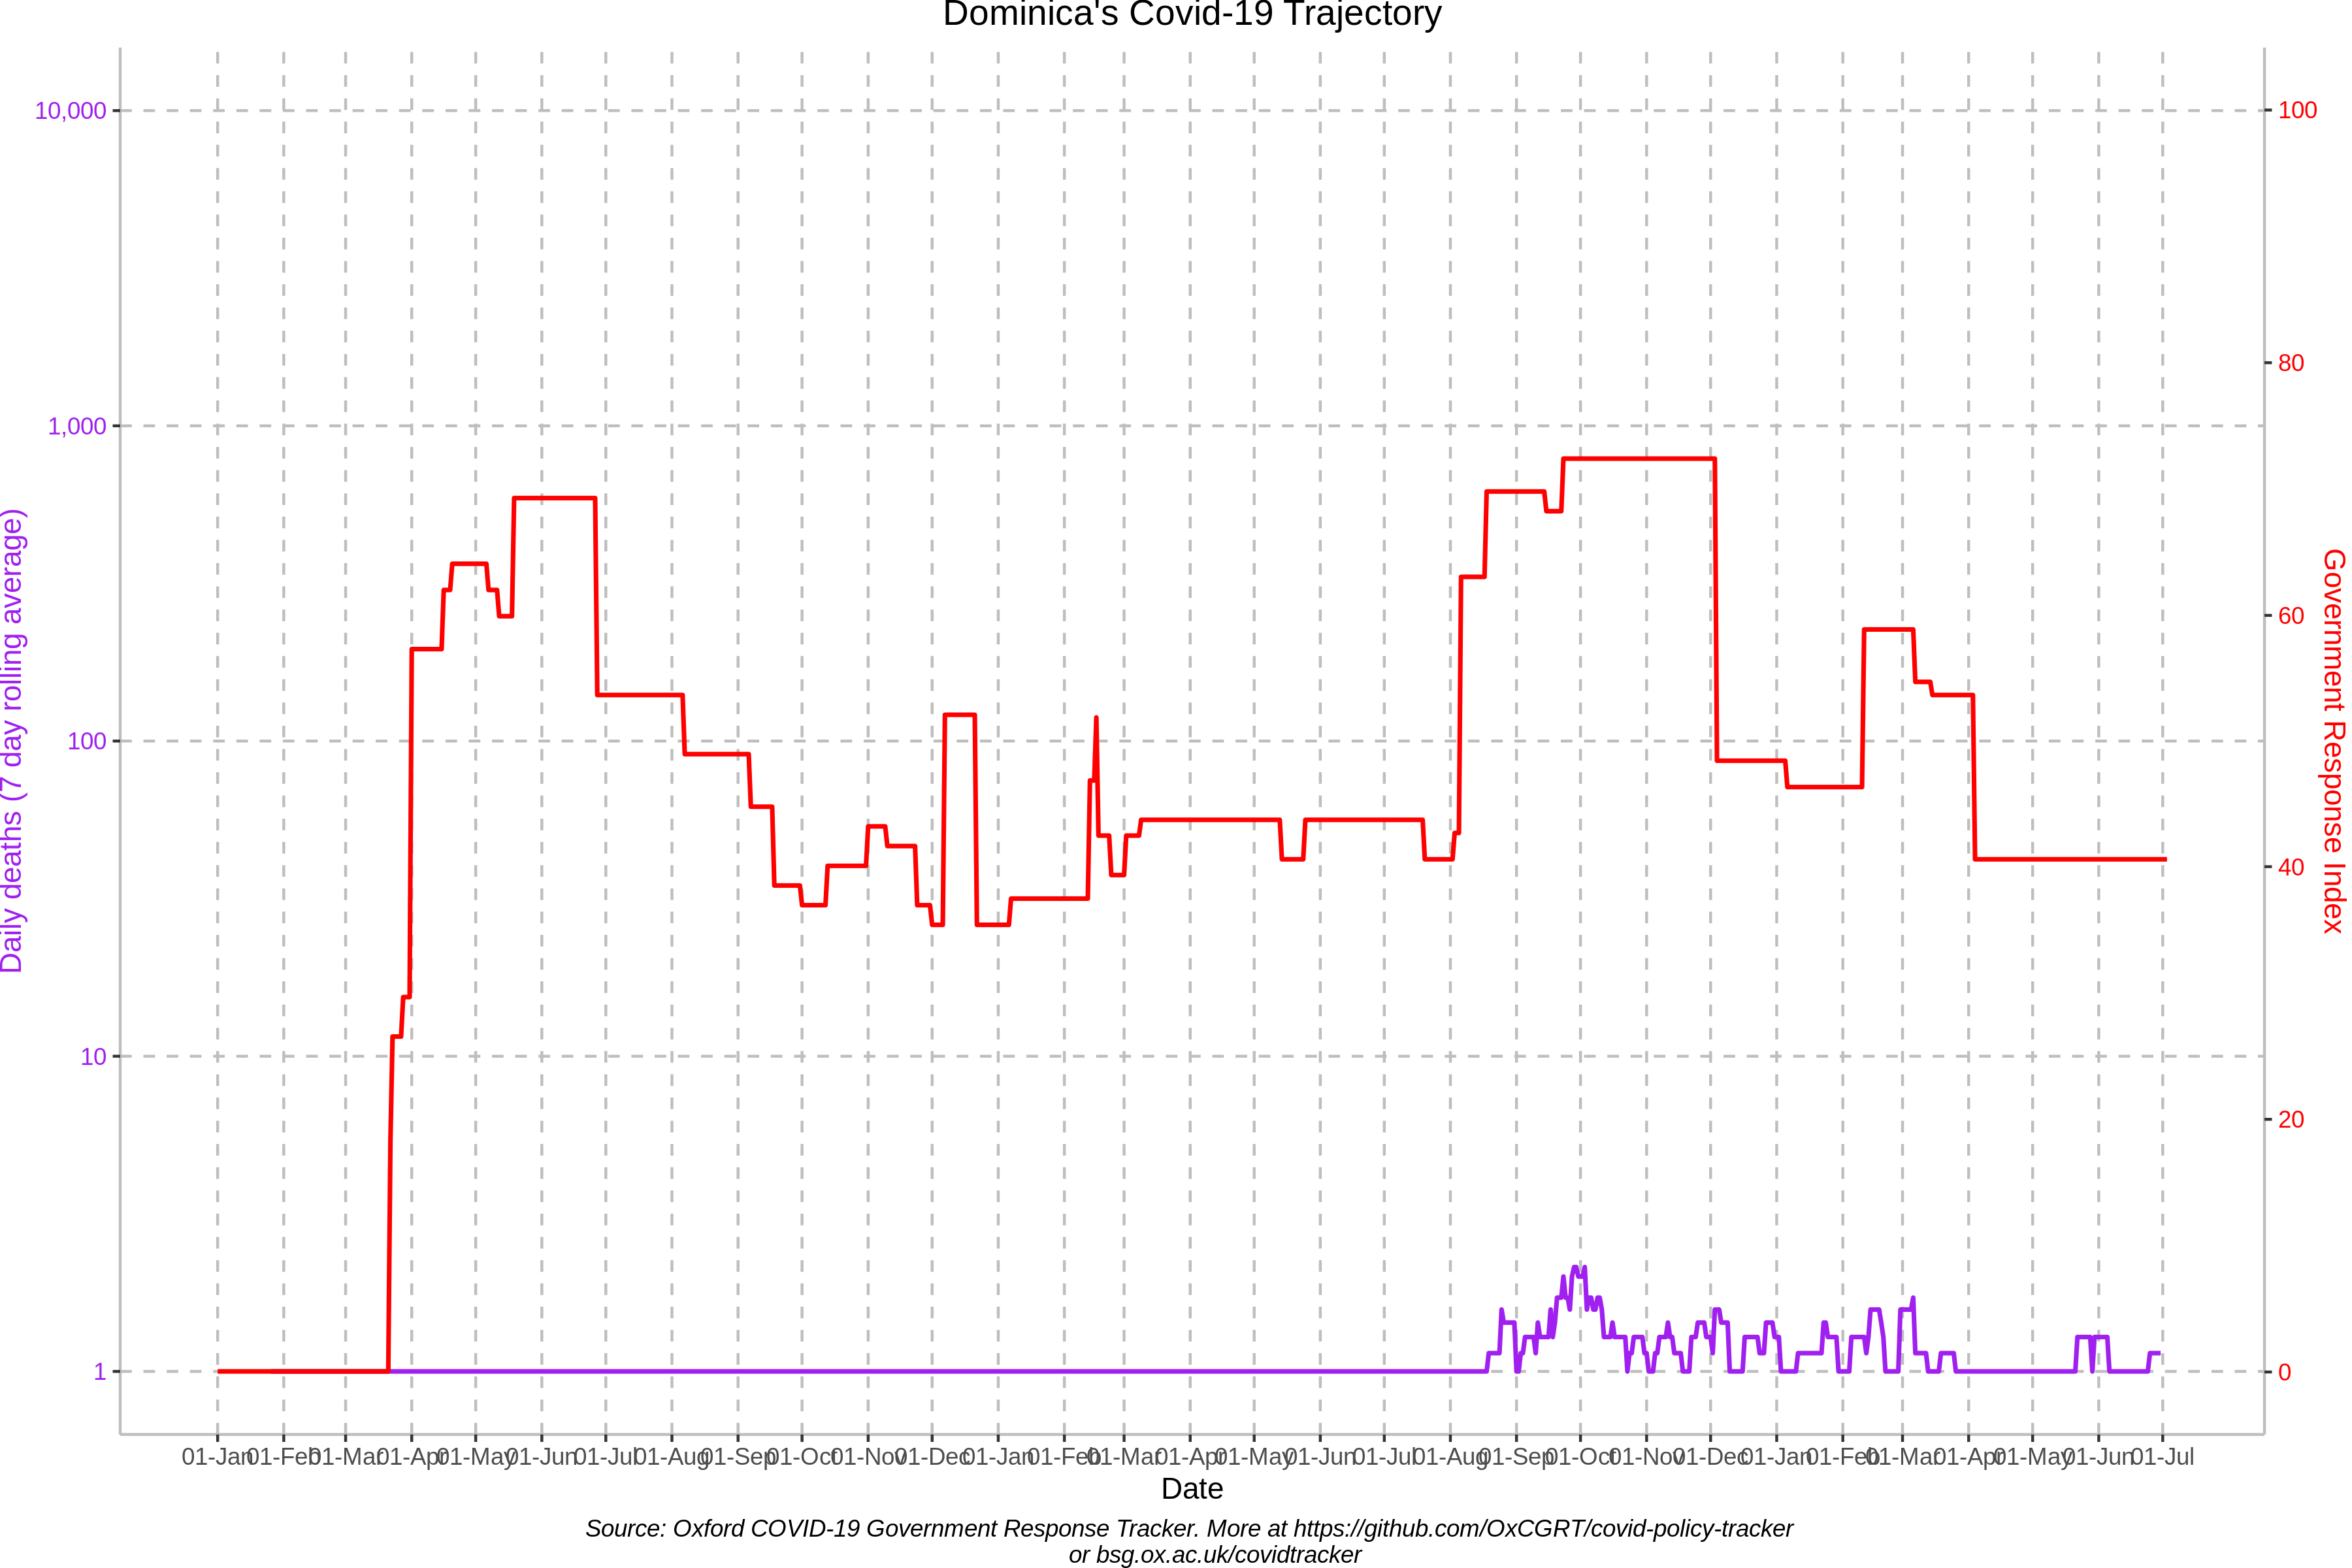 Dominica's Covid-19 Trajectory
10,000
1,000
100
10
1
Daily deaths (7 day rolling average)
100
80
60
40
20
0
Government Response Index
01-Jan 01-Feb 01-Mar 01-Apr 01-May 01-Jun 01-Jul 01-Aug 01-Sep 01-Oct 01-Nov 01-Dec 01-Jan 01-Feb 01-Mar 01-Apr 01-May 01-Jun 01-Jul 01-Aug 01-Sep 01-Oct 01-Nov 01-Dec 01-Jan 01-Feb 01-Mar 01-Apr 01-May 01-Jun 01-Jul
Date
Source: Oxford COVID-19 Government Response Tracker. More at https://github.com/OxCGRT/covid-policy-tracker
or bsg.ox.ac.uk/covidtracker